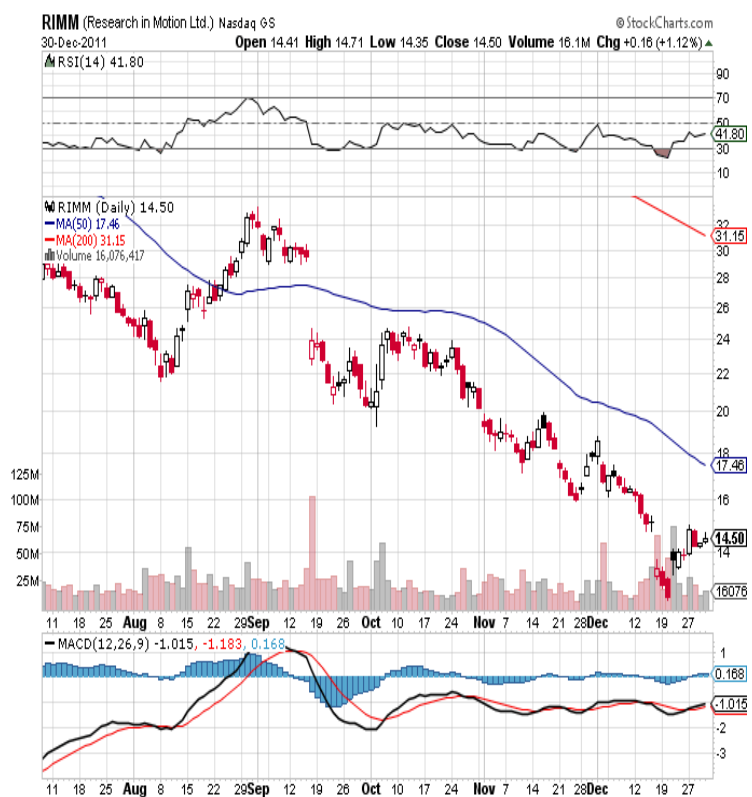 RIMM (Research in Motion Ltd.) Nasdaq GS @StockCharts.com
30-Dec-2011 Open 14.41 High 14.71 Low 14.35 Close 14.50 Volume 16.1M Chg +0.16 (+1.12%)
RSI(14) 41.80
90
70
50
41.80
30
10
RIMM (Daily) 14.50
MA(50) 17.46
MA(200) 31.15
Volume 16,076,417
32
31.15
30
28
26
24
22
20
18
17.46
125M 16
100M
75M 14.50
50M 14
25M 16076
11 18 25 Aug 8 15 22 29 Sep 12 19 26 Oct 10 17 24 Nov 7 14 21 28 Dec 12 19 27
MACD(12,26,9) -1.015, -1.183, 0.168
1
0.168
-1.015
-2
-3
11 18 25 Aug 8 15 22 29 Sep 12 19 26 Oct 10 17 24 Nov 7 14 21 28 Dec 12 19 27